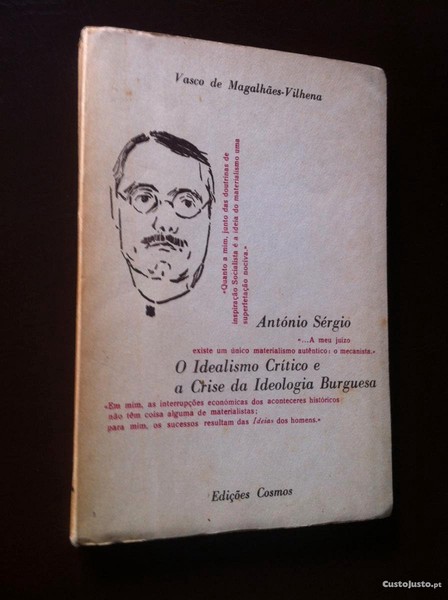 Vasco de Magalhães-Vilhena
«Quanto a mim, junto das doutrinas de
inspiração Socialista é a ideia do materialismo uma
superfetação nociva.»
António Sérgio
«...A meu juízo
existe um único materialismo autêntico: o mecanista.»
O Idealismo Crítico e
a Crise da Ideologia Burguesa
«Em mim, as interrupções económicas dos aconteceres históricos
não têm coisa alguma de materialistas;
para mim, os sucessos resultam das Ideias dos homens.»
Edições Cosmos
CustoJusto.pt